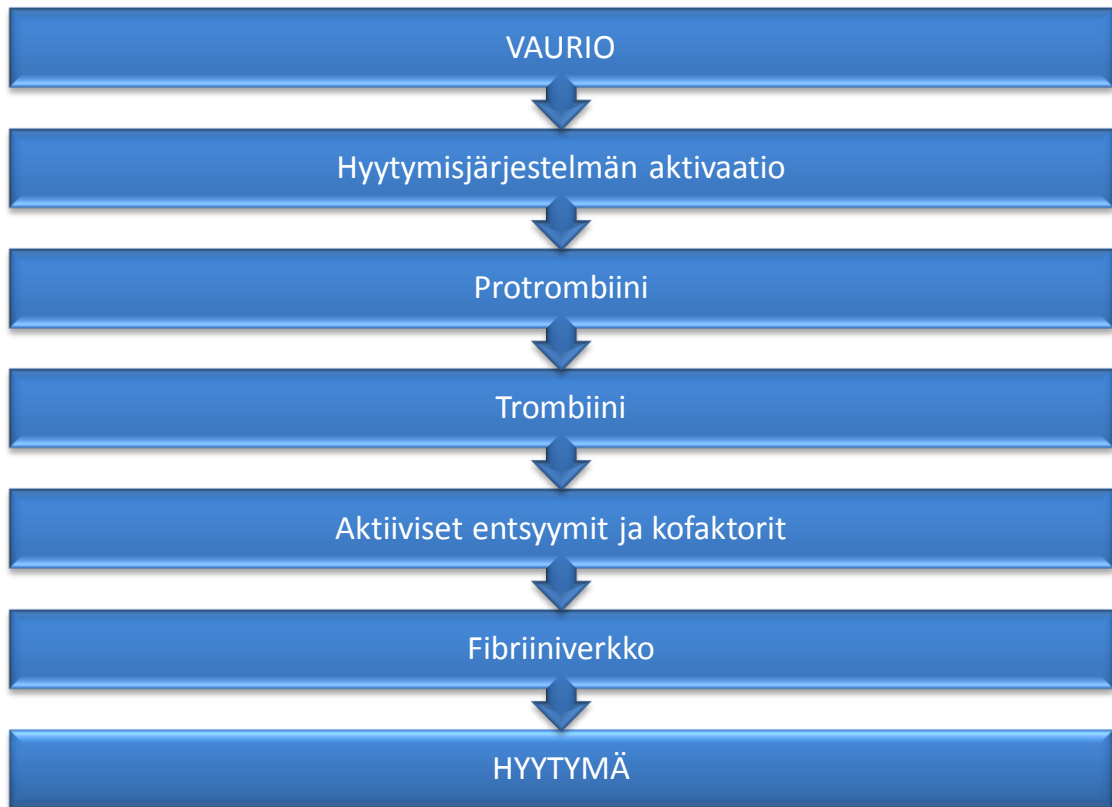 VAURIO
Hyytymisjärjestelmän aktivaatio
Protrombiini
Trombiini
Aktiiviset entsyymit ja kofaktorit
Fibriiniverkko
HYYTYMÄ